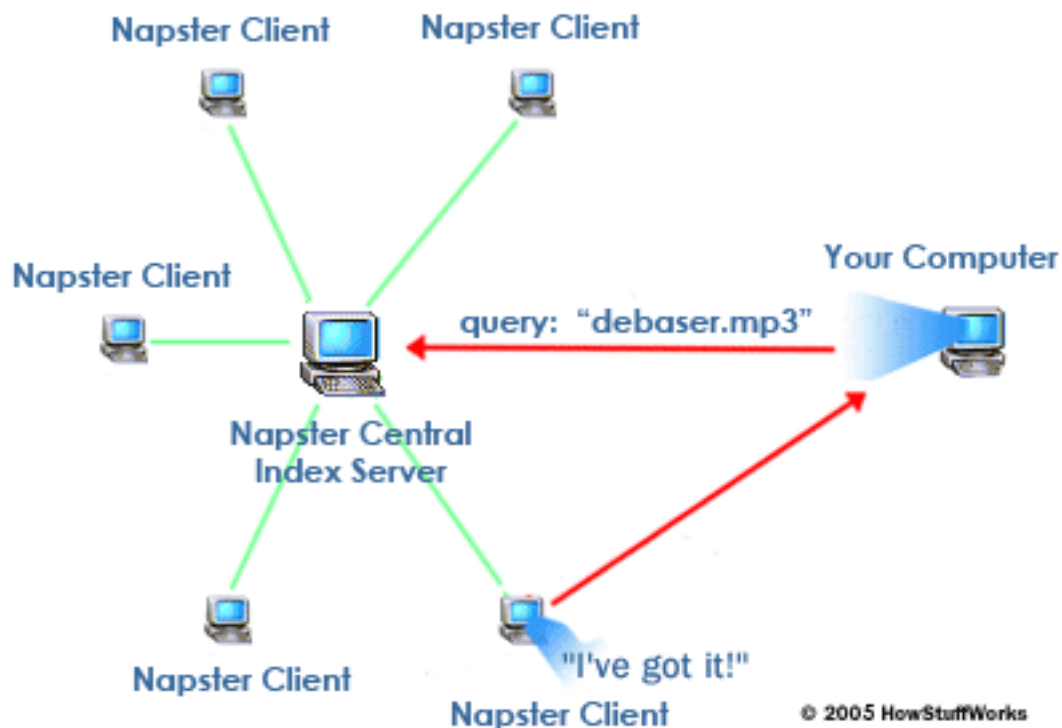 Napster Client
Napster Client
Napster Client
Your Computer
query: “debaser.mp3”
Napster Central
Index Server
Napster Client
"I've got it!"
Napster Client
© 2005 HowStuffWorks